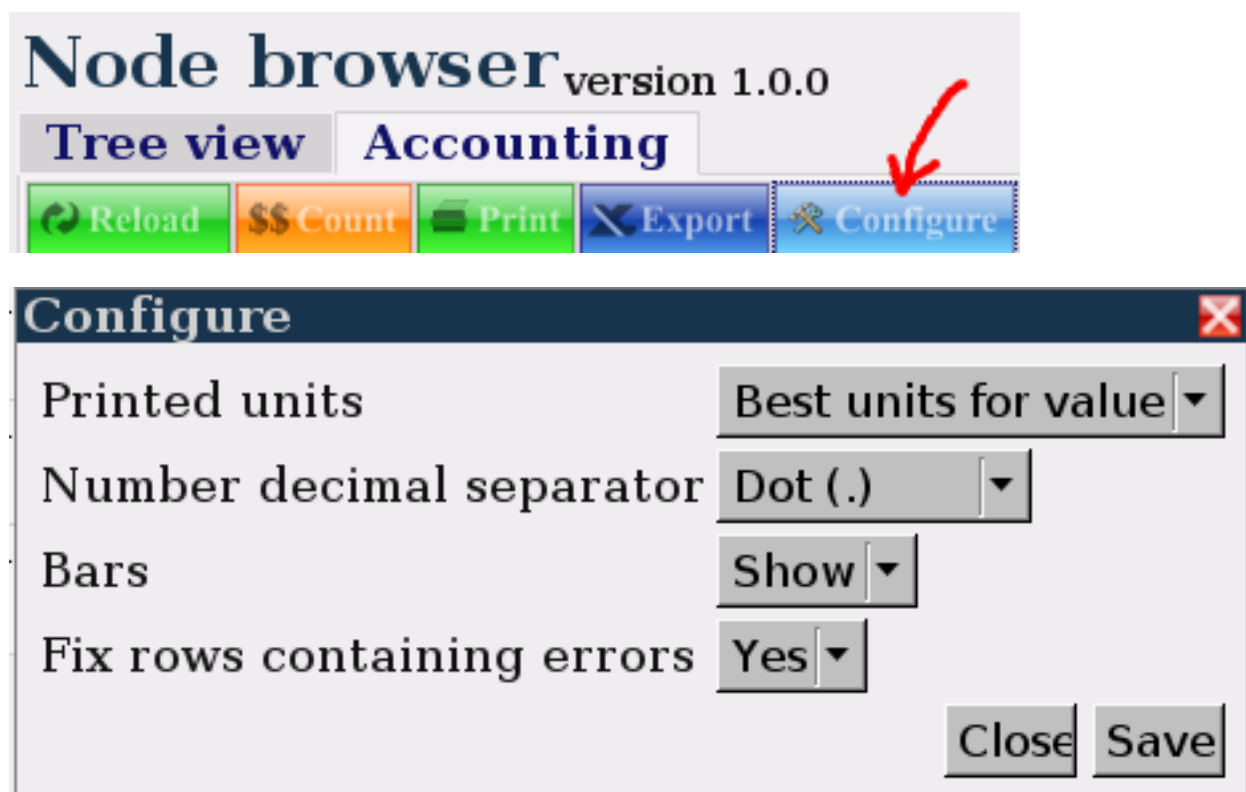 Node browser version 1.0.0
Tree view Accounting
Reload $$ Count Print Export Configure
Configure
Printed units Best units for value
Number decimal separator Dot (.)
Bars Show
Fix rows containing errors Yes
Close Save